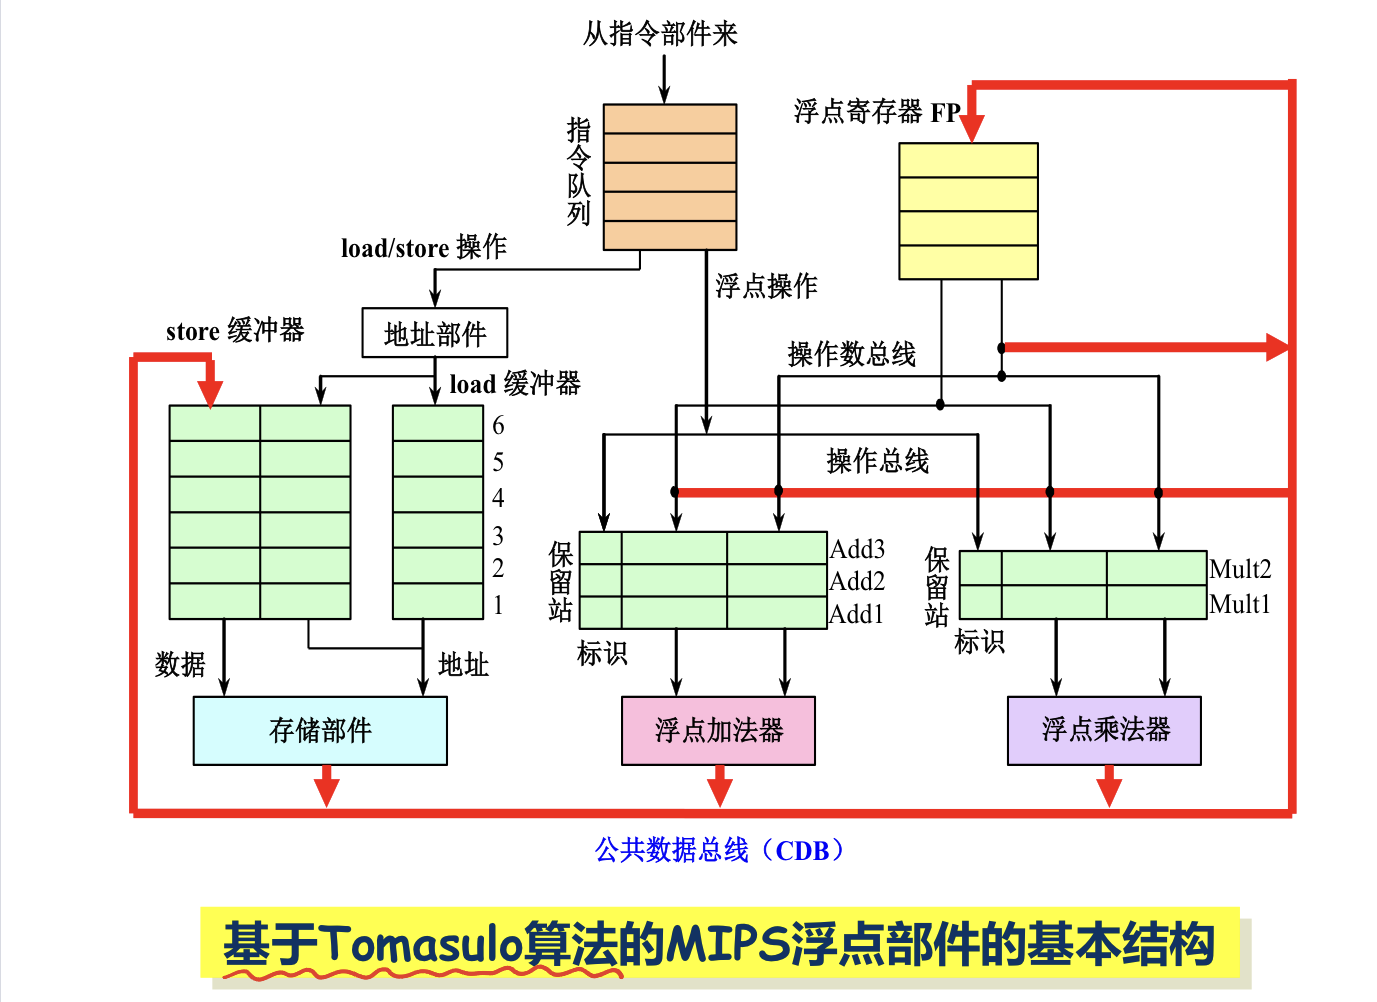 从指令部件来
浮点寄存器 FP
指令队列
load/store 操作
浮点操作
地址部件
store 缓冲器
操作数总线
load 缓冲器
6
5
4
3
2
1
操作总线
保留站
Add3
Add2
Add1
标识
保留站
Mult2
Mult1
标识
数据
地址
存储部件
浮点加法器
浮点乘法器
公共数据总线（CDB）
基于Tomasulo算法的MIPS浮点部件的基本结构